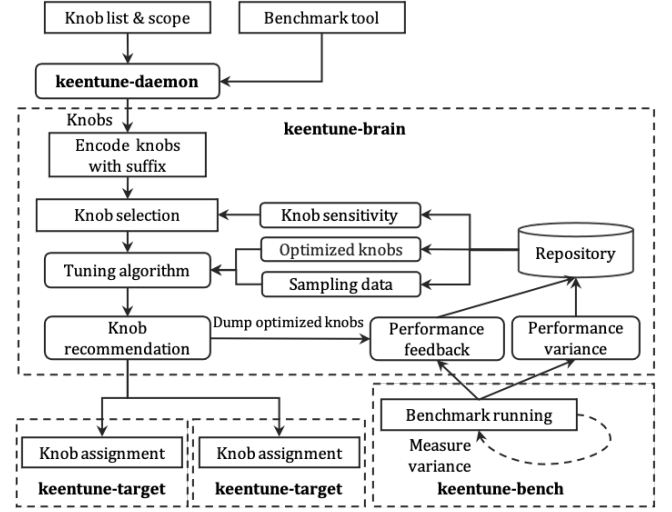 Knob list & scope
Benchmark tool
keentune-daemon
Knobs
keentune-brain
Encode knobs
with suffix
Knob selection
Knob sensitivity
Optimized knobs
Repository
Tuning algorithm
Sampling data
Knob
recommendation
Dump optimized knobs
Performance
feedback
Performance
variance
Benchmark running
Knob assignment
Knob assignment
Measure
variance
keentune-target
keentune-target
keentune-bench